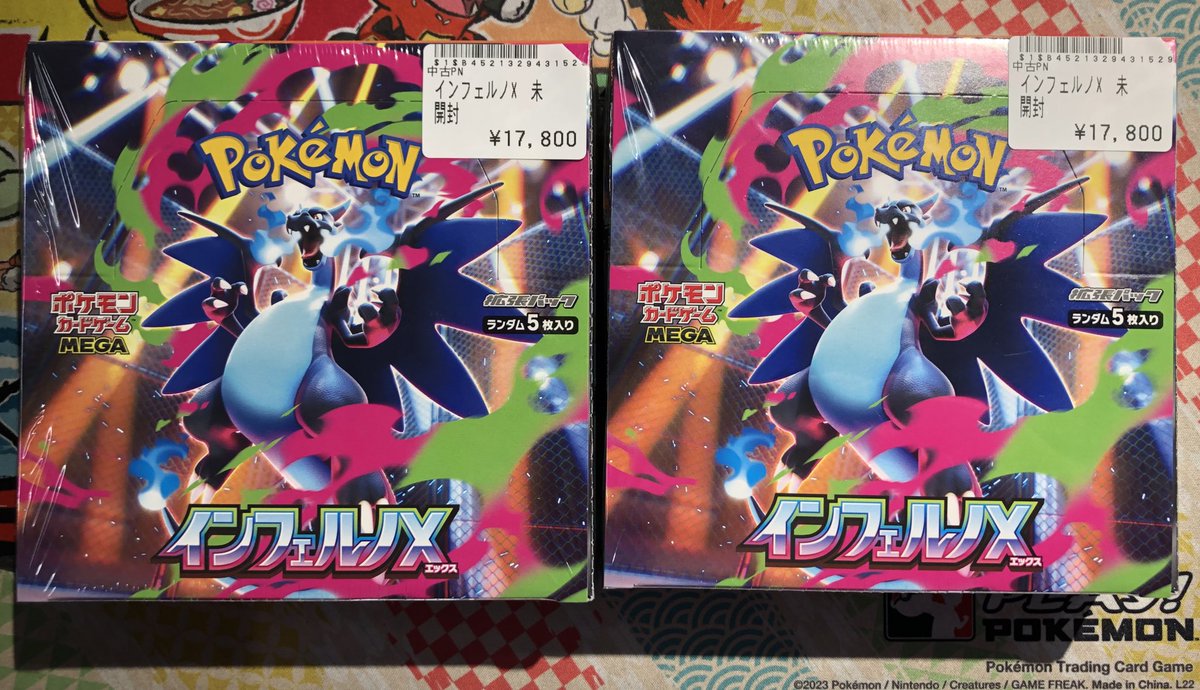 $1$B4521329431529
中古PN
インフェルノX 未
開封
¥17,800
POKéMON
TM
ポケモン
カードゲーム
MEGA
拡張パック
ランダム5枚入り
インフェルノX
エックス
$1$B4521329431529
中古PN
インフェルノX 未
開封
¥17,800
POKéMON
TM
ポケモン
カードゲーム
MEGA
拡張パック
ランダム5枚入り
インフェルノX
エックス
PLAY!
POKÉMON
Pokémon Trading Card Game
©2023 Pokémon / Nintendo / Creatures / GAME FREAK. Made in China. L22